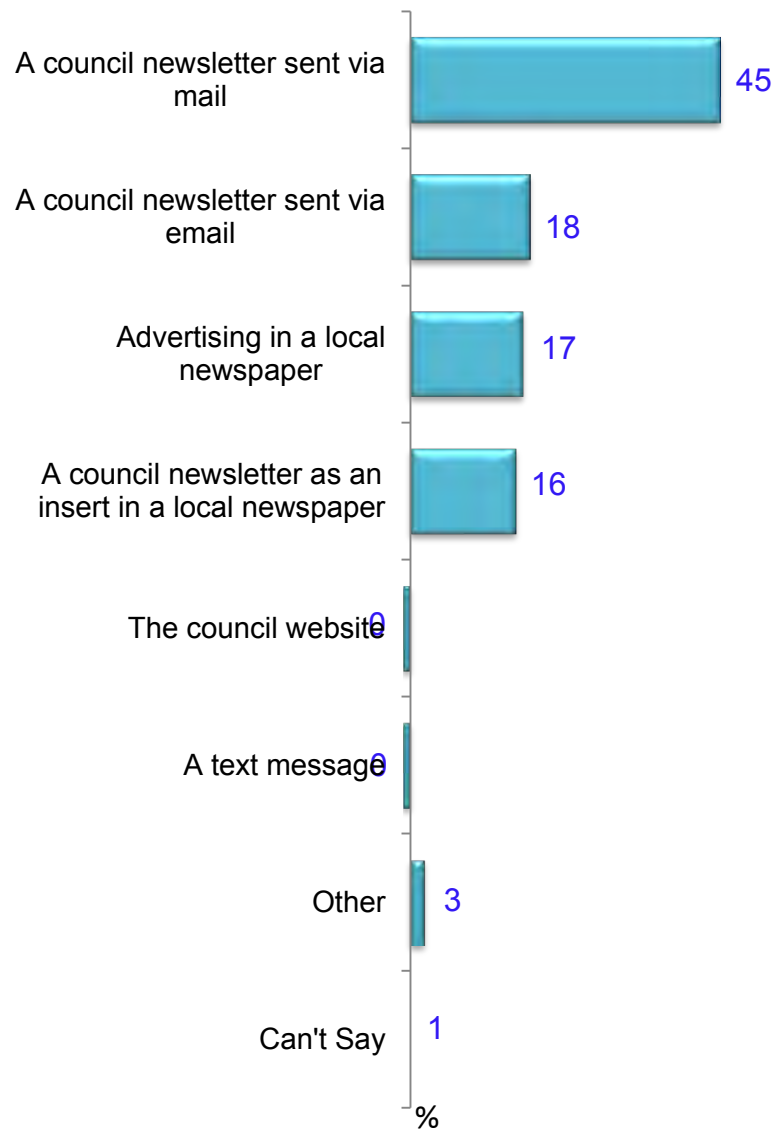 A council newsletter sent via
mail
45
A council newsletter sent via
email
18
Advertising in a local
newspaper
17
A council newsletter as an
insert in a local newspaper
16
The council website
0
A text message
0
Other
3
Can't Say
1
%